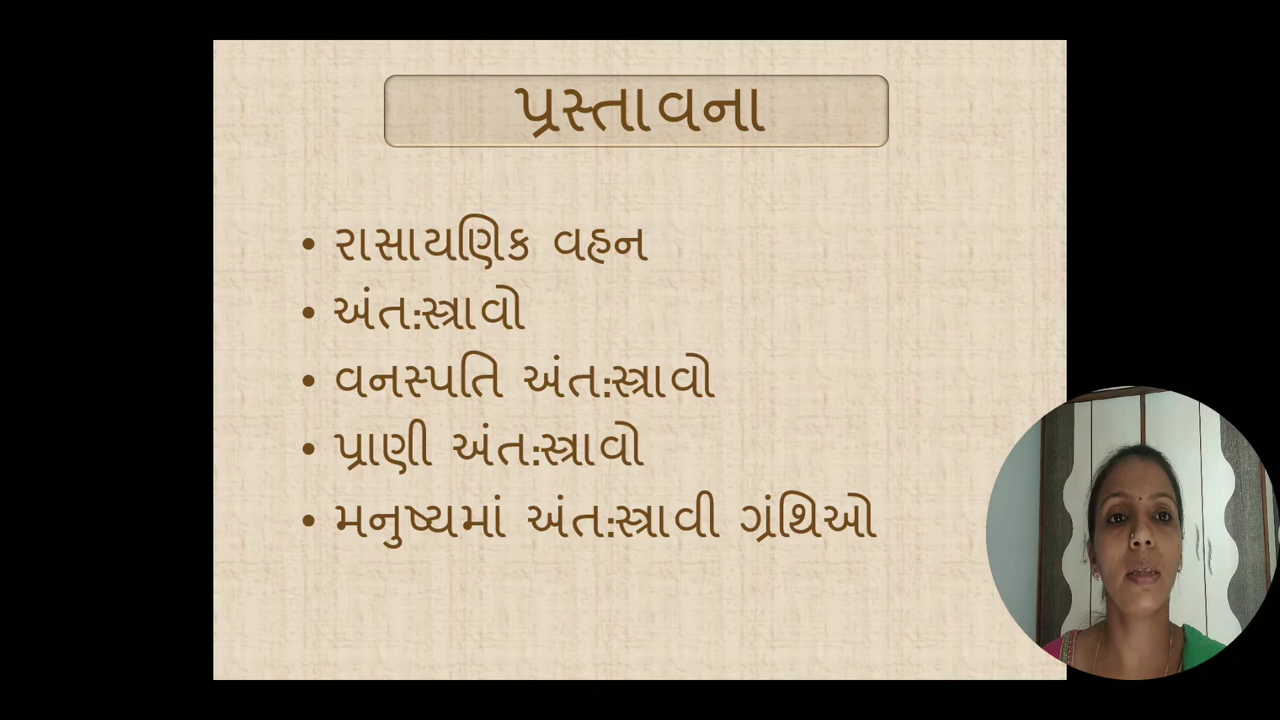 પ્રસ્તાવના
• રાસાયણિક વહન
• અંત:સ્ત્રાવો
• વનસ્પતિ અંત:સ્ત્રાવો
• પ્રાણી અંત:સ્ત્રાવો
• મનુષ્યમાં અંત:સ્ત્રાવી ગ્રંથિઓ